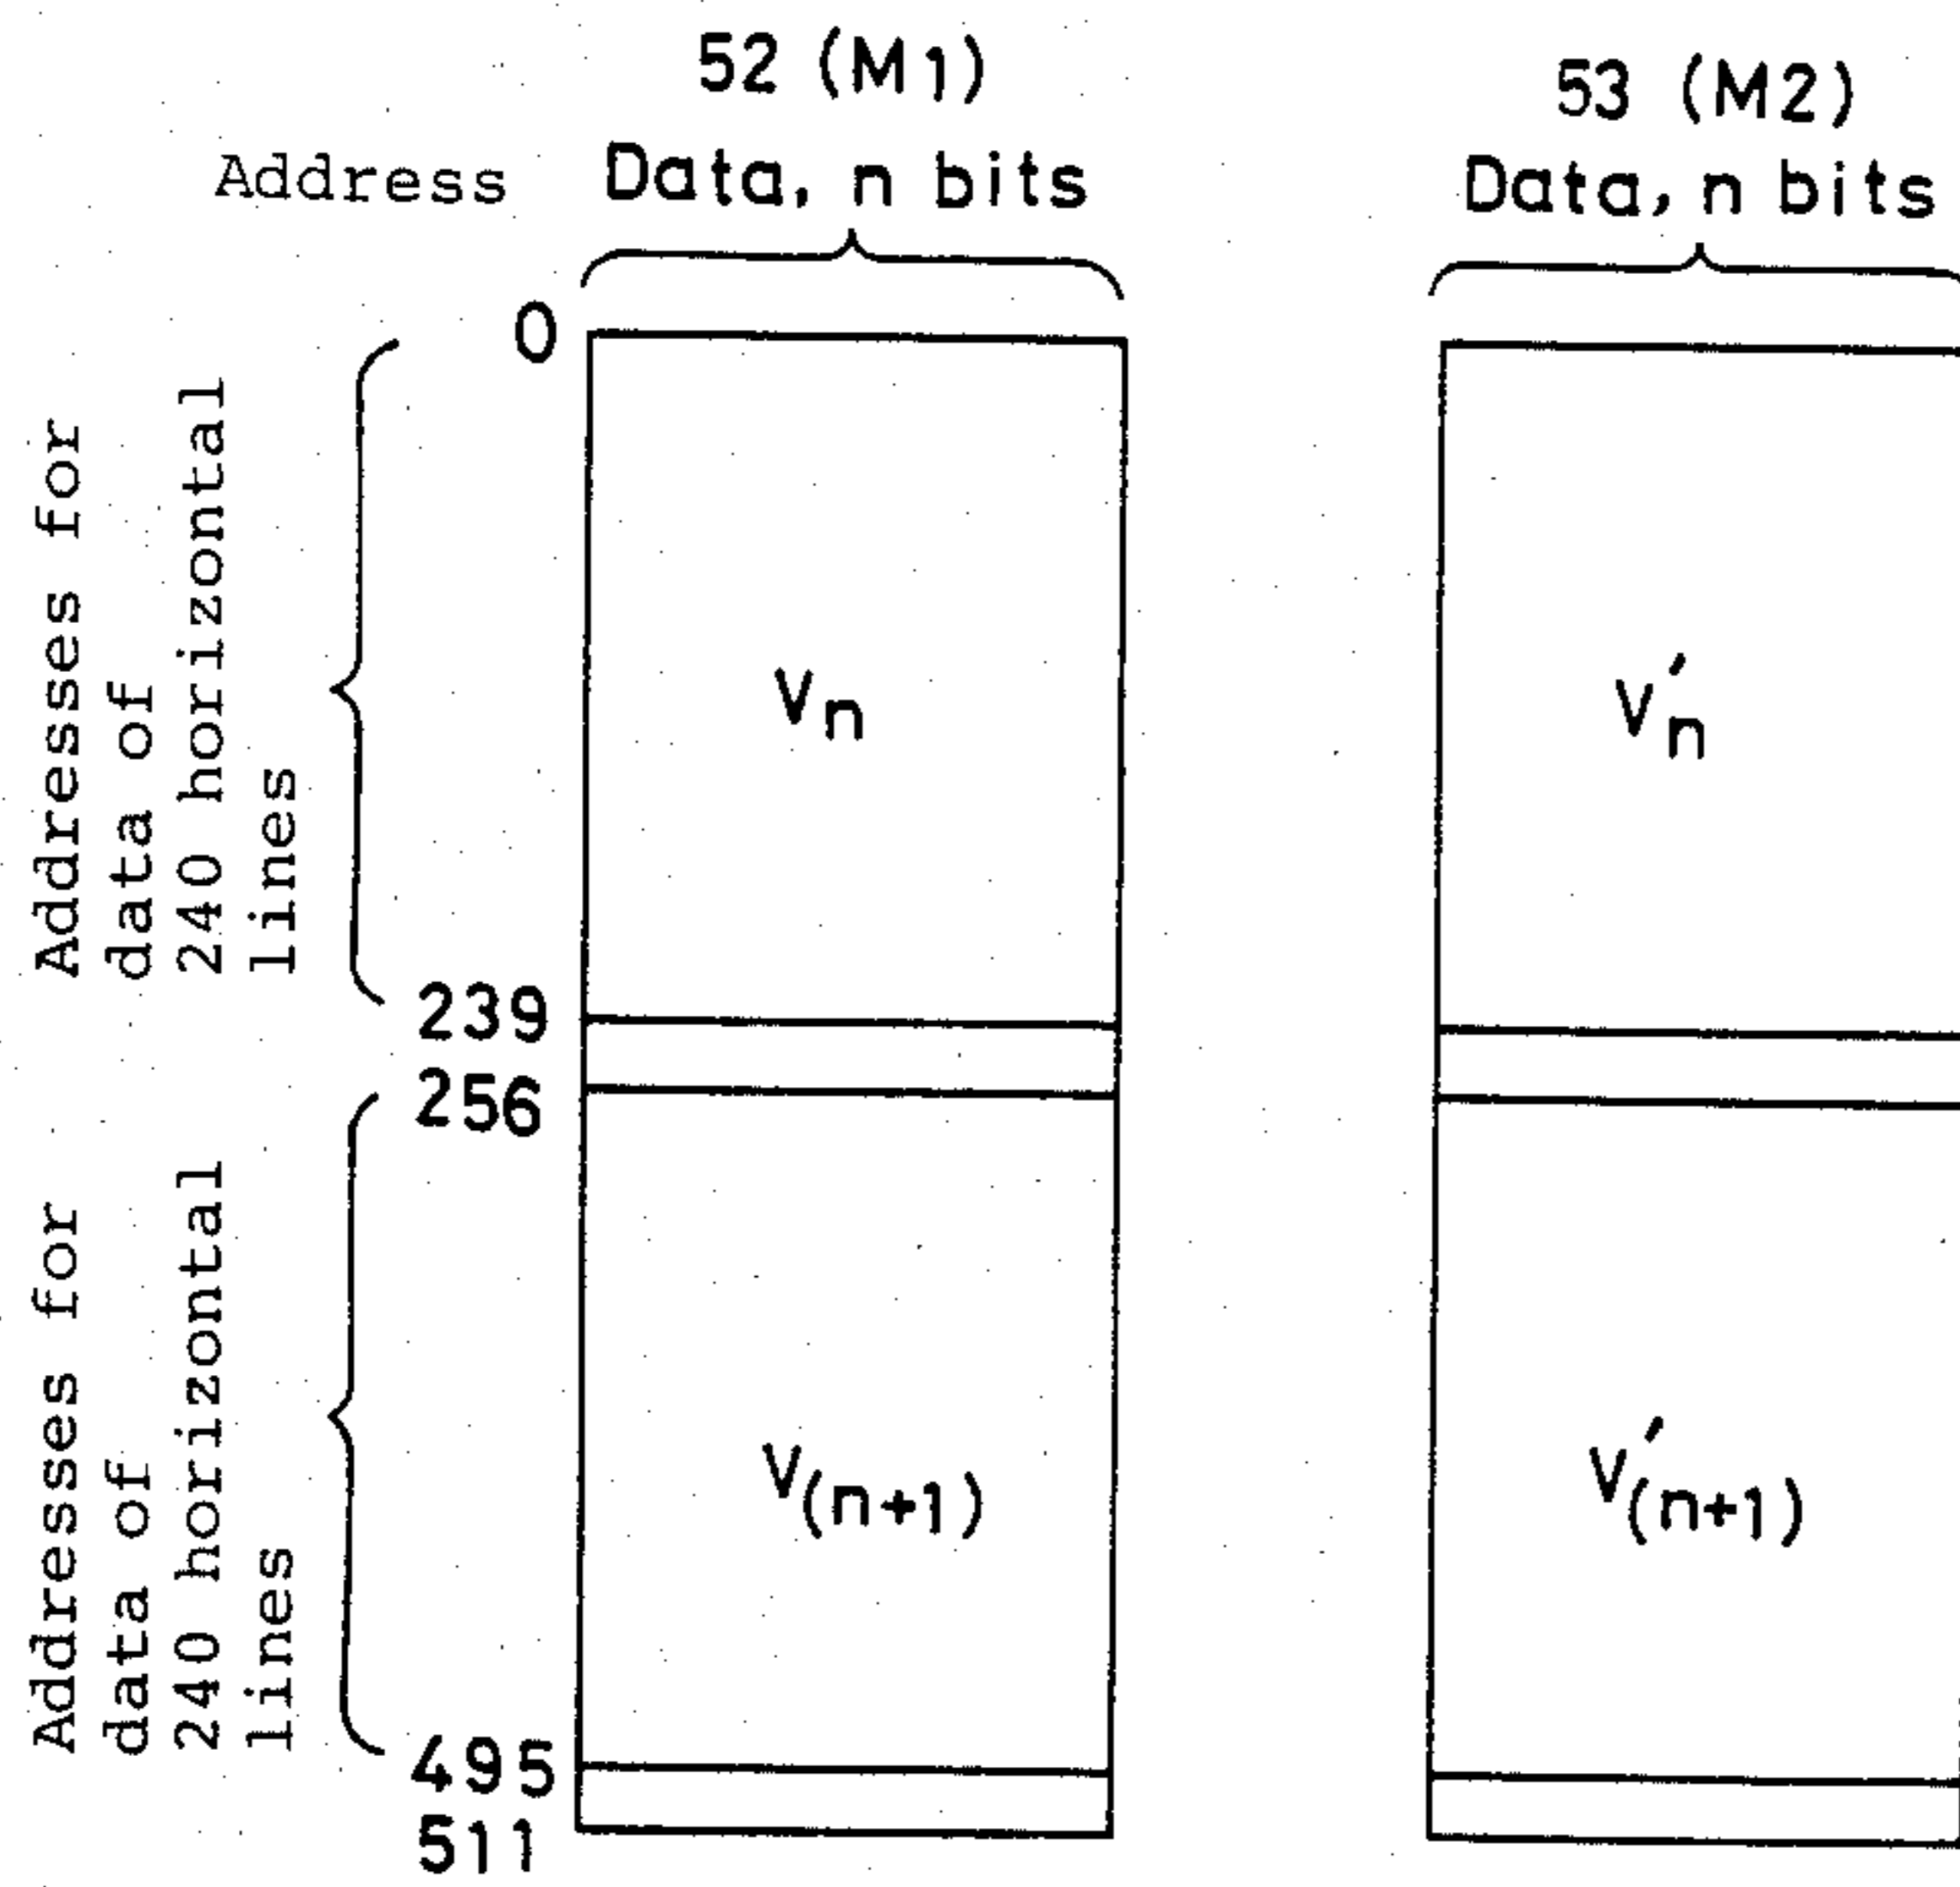 52 (M1)
53 (M2)
Address
Data, n bits
Data, n bits
0
Addresses for
data of
240 horizontal
lines
Vn
V'n
239
256
Addresses for
data of
240 horizontal
lines
V(n+1)
V'(n+1)
495
511